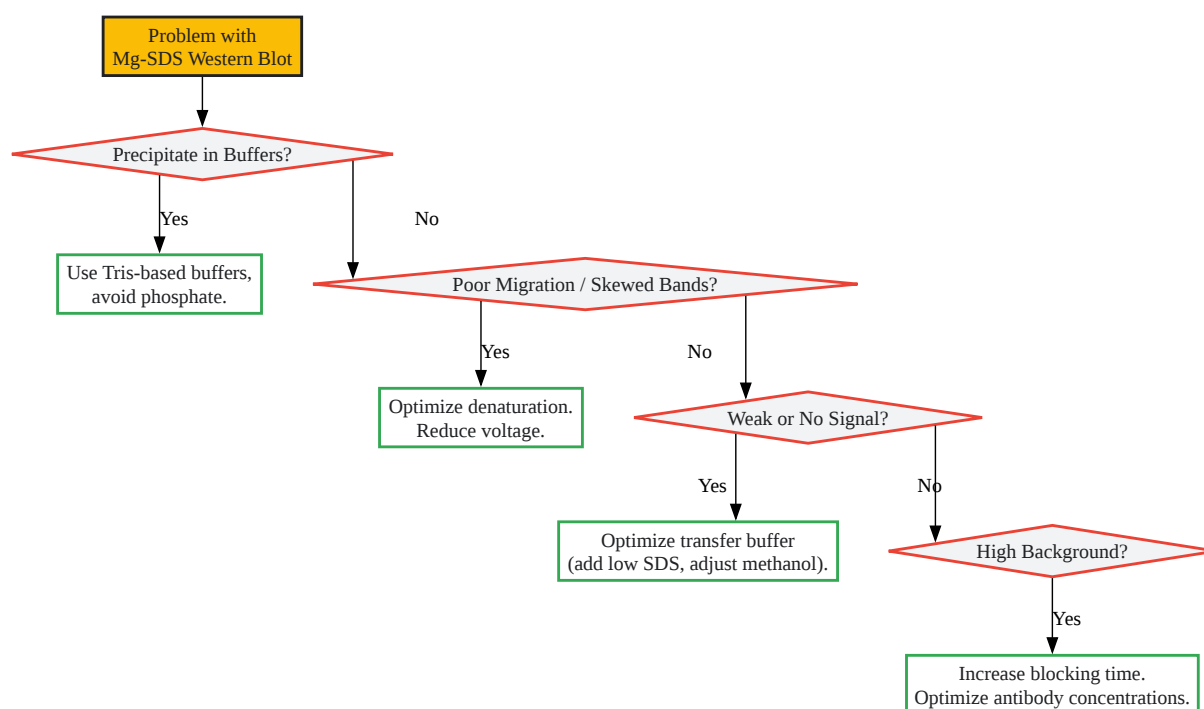 Problem with
Mg-SDS Western Blot
Precipitate in Buffers?
Yes
No
Use Tris-based buffers,
avoid phosphate.
Poor Migration / Skewed Bands?
Yes
No
Optimize denaturation.
Reduce voltage.
Weak or No Signal?
Yes
No
Optimize transfer buffer
(add low SDS, adjust methanol).
High Background?
Yes
Increase blocking time.
Optimize antibody concentrations.